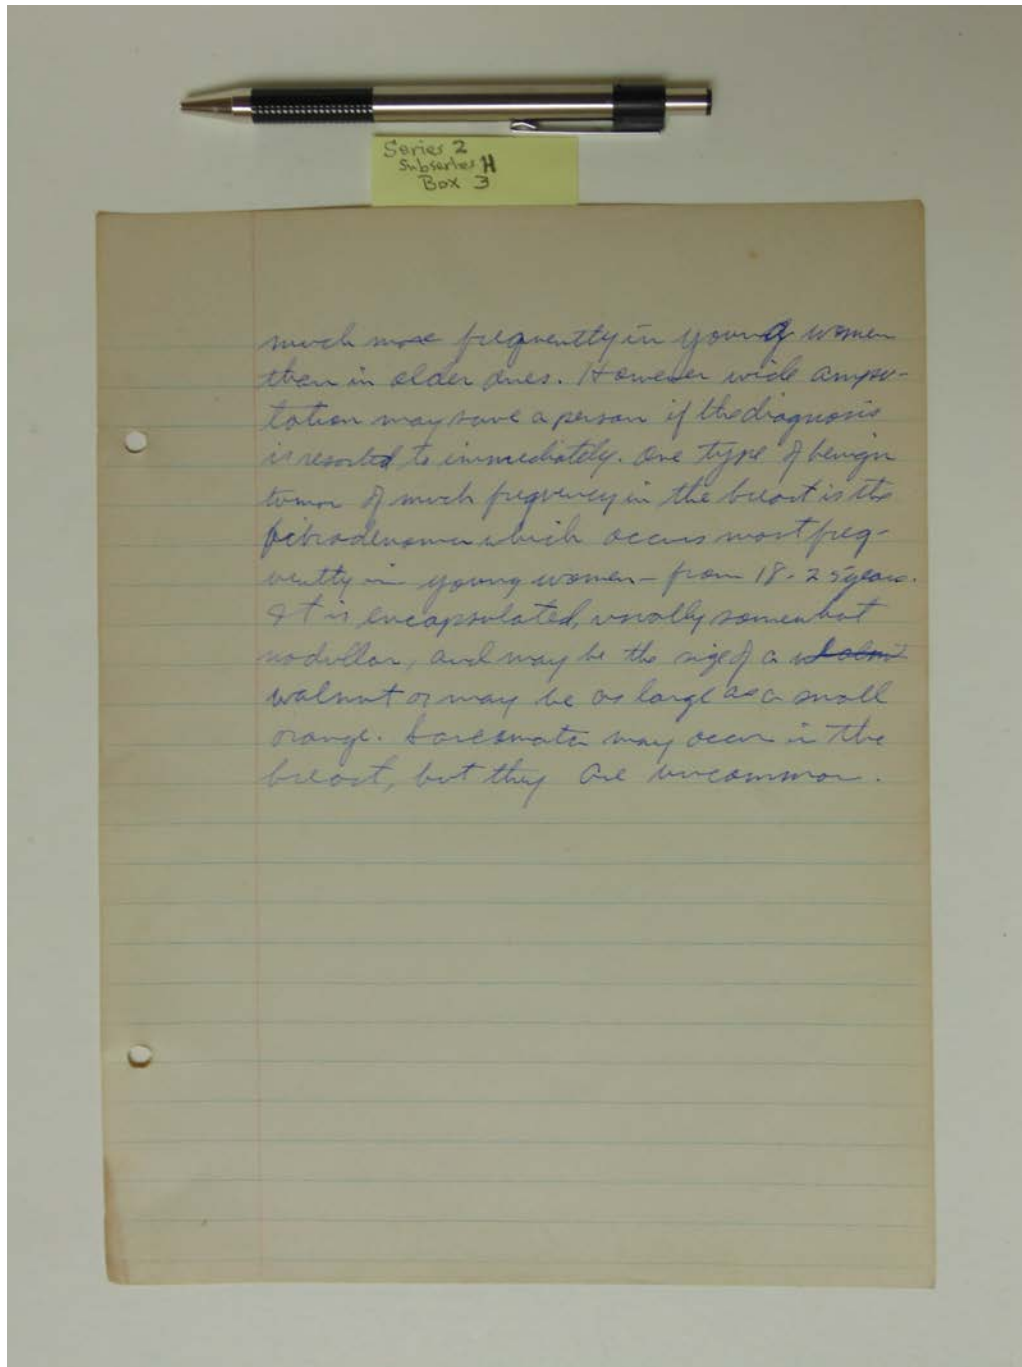 Series 2
Subseries H
Box 3
much more frequently in young women
than in older ones. However wide ampu-
tation may save a person if the diagnosis
is resorted to immediately. One type of benign
tumor of much frequency in the breast is the
fibroadenoma which occurs most freq-
uently in young women - from 18-25 years.
It is encapsulated, usually somewhat
nodullar, and may be the size of a
walnut or may be as large as a small
orange. Sarcomata may occur in the
breast, but they are uncommon.